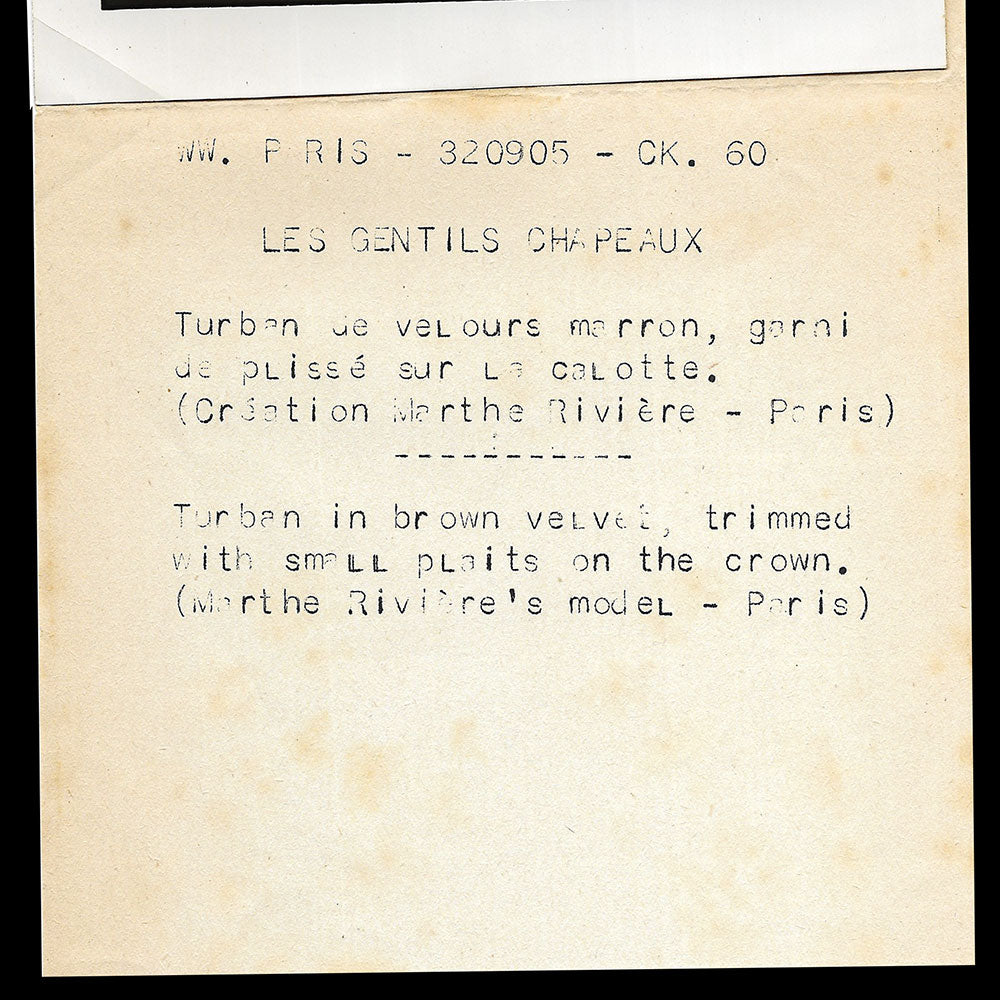 WW. PARIS - 320905 - CK. 60
LES GENTILS CHAPEAUX
Turban de velours marron, garni
de plissé sur la calotte.
(Création Marthe Rivière - Paris)
-----------
Turban in brown velvet, trimmed
with small plaits on the crown.
(Marthe Rivière's model - Paris)